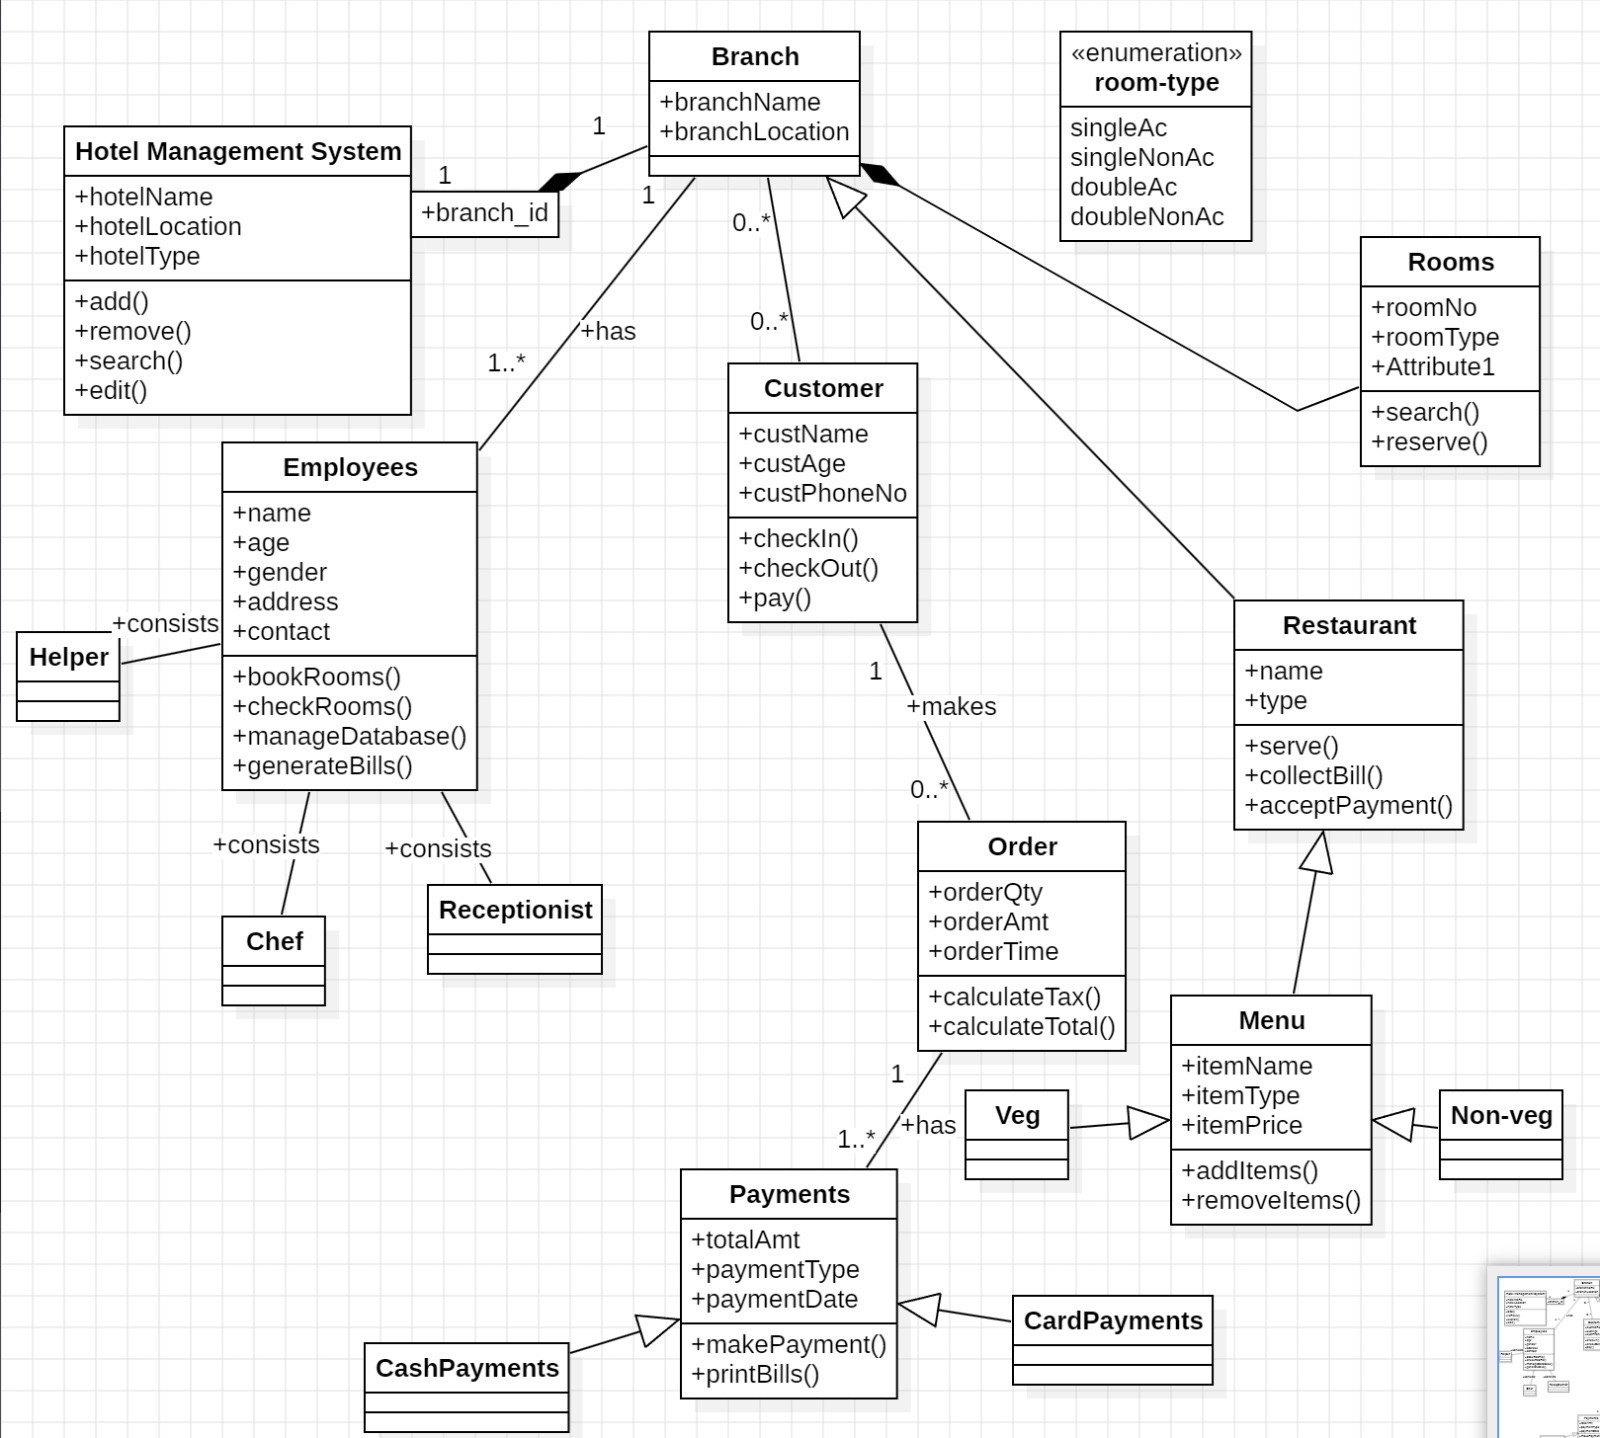 Branch
+branchName
+branchLocation
«enumeration»
room-type
singleAc
singleNonAc
doubleAc
doubleNonAc
Hotel Management System
+hotelName
+hotelLocation
+hotelType
+add()
+remove()
+search()
+edit()
1
1
+branch_id
1
+has
1..*
0..*
0..*
Rooms
+roomNo
+roomType
+Attribute1
+search()
+reserve()
Customer
+custName
+custAge
+custPhoneNo
+checkIn()
+checkOut()
+pay()
Employees
+name
+age
+gender
+address
+contact
+bookRooms()
+checkRooms()
+manageDatabase()
+generateBills()
+consists
Helper
+consists
+consists
Chef
Receptionist
1
+makes
0..*
Restaurant
+name
+type
+serve()
+collectBill()
+acceptPayment()
Order
+orderQty
+orderAmt
+orderTime
+calculateTax()
+calculateTotal()
1
+has
1..*
Menu
+itemName
+itemType
+itemPrice
+addItems()
+removeItems()
Veg
Non-veg
Payments
+totalAmt
+paymentType
+paymentDate
+makePayment()
+printBills()
CashPayments
CardPayments